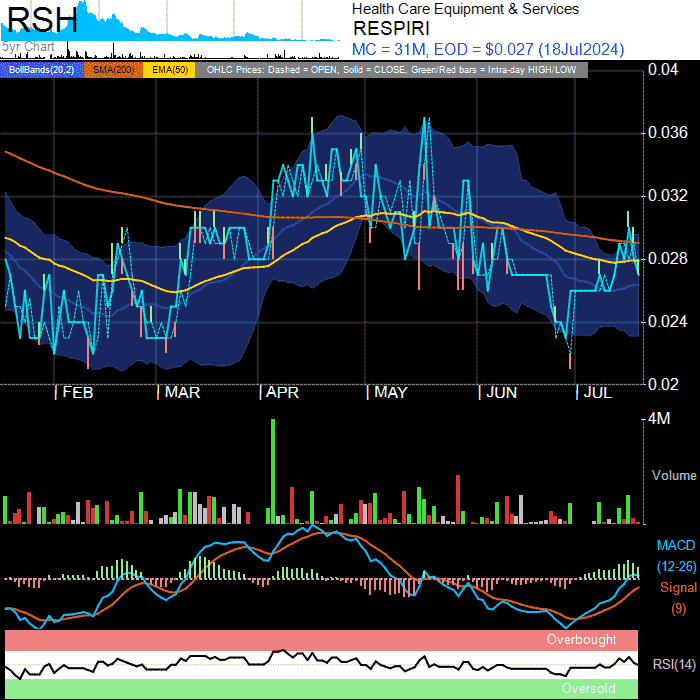 RSH
5yr Chart
Health Care Equipment & Services
RESPIRI
MC = 31M, EOD = $0.027 (18Jul2024)
BollBands(20,2) SMA(200) EMA(50) OHLC Prices: Dashed = OPEN, Solid = CLOSE, Green/Red bars = Intra-day HIGH/LOW
0.04
0.036
0.032
0.028
0.024
0.02
FEB MAR APR MAY JUN JUL
4M
Volume
MACD
(12-26)
Signal
(9)
Overbought
RSI(14)
Oversold